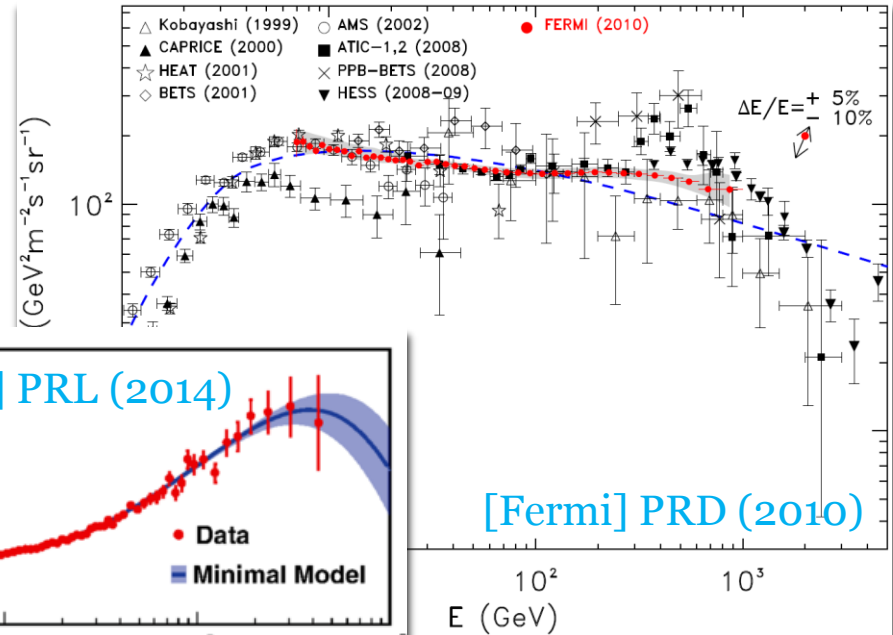 △ Kobayashi (1999) ○ AMS (2002) ● FERMI (2010)
▲ CAPRICE (2000) ■ ATIC-1,2 (2008)
☆ HEAT (2001) × PPB-BETS (2008)
◇ BETS (2001) ▼ HESS (2008-09)
ΔE/E=+ 5%
- 10%
(GeV²m⁻²s⁻¹sr⁻¹)
10²
] PRL (2014)
Data
Minimal Model
[Fermi] PRD (2010)
10² 10³
E (GeV)